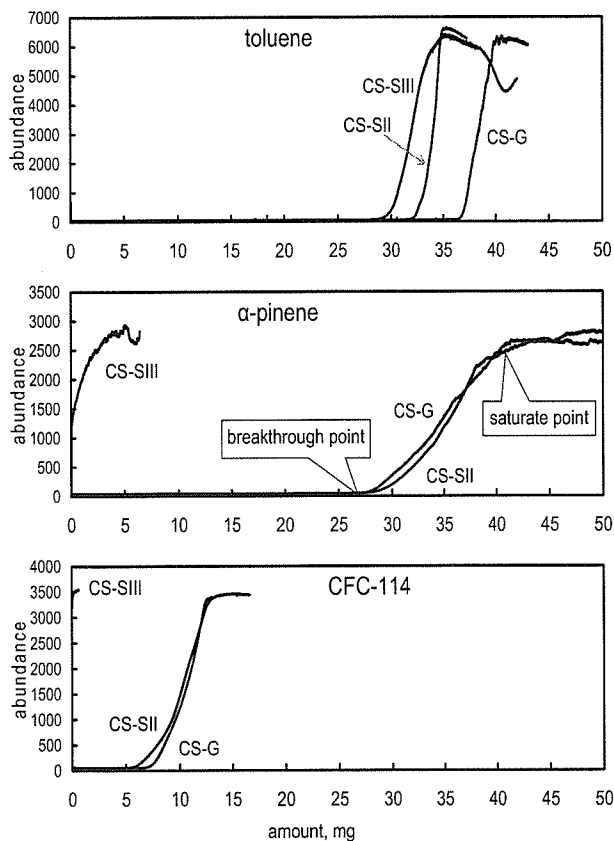 7000
toluene
6000
5000
CS-SIII
4000
CS-SII
CS-G
3000
2000
1000
0
abundance
0 5 10 15 20 25 30 35 40 45 50
3500
α-pinene
3000
2500
CS-SIII
2000
CS-G
saturate point
1500
breakthrough point
1000
CS-SII
500
0
abundance
0 5 10 15 20 25 30 35 40 45 50
4000
CS-SIII
CFC-114
3500
3000
2500
2000
1500
1000
CS-SII
CS-G
500
0
abundance
0 5 10 15 20 25 30 35 40 45 50
amount, mg